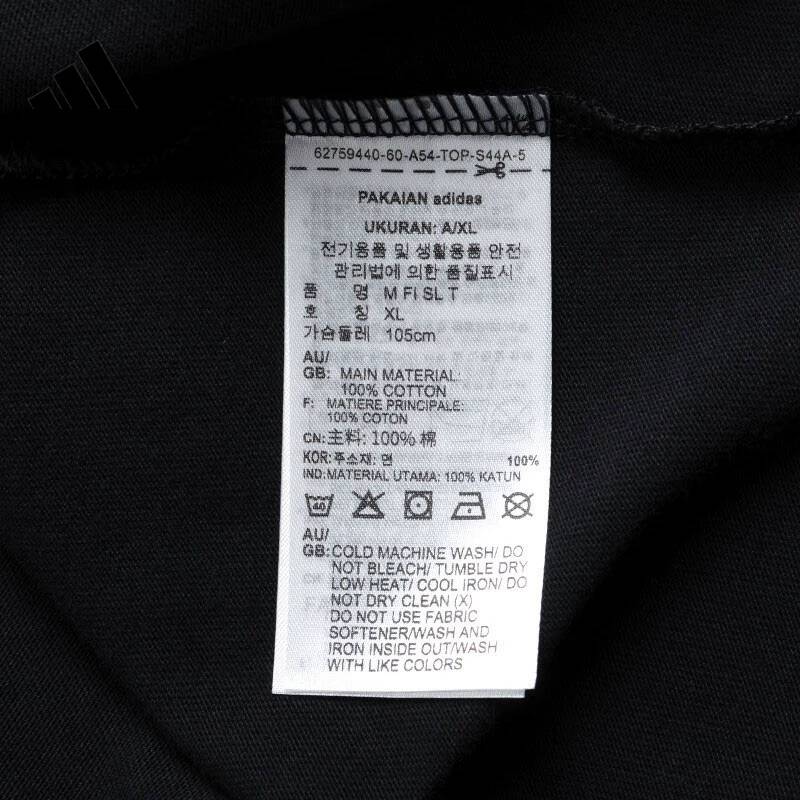 62759440-60-A54-TOP-S44A-5
PAKAIAN adidas
UKURAN: A/XL
전기용품 및 생활용품 안전
관리법에 의한 품질표시
품 명 M FI SL T
호 칭 XL
가슴둘레 105cm
AU/
GB: MAIN MATERIAL:
100% COTTON
F: MATIERE PRINCIPALE:
100% COTON
CN: 主料: 100% 棉
KOR: 주소재: 면 100%
IND: MATERIAL UTAMA: 100% KATUN
40
AU/
GB: COLD MACHINE WASH/ DO
NOT BLEACH/ TUMBLE DRY
LOW HEAT/ COOL IRON/ DO
NOT DRY CLEAN (X)
DO NOT USE FABRIC
SOFTENER/WASH AND
IRON INSIDE OUT/WASH
WITH LIKE COLORS